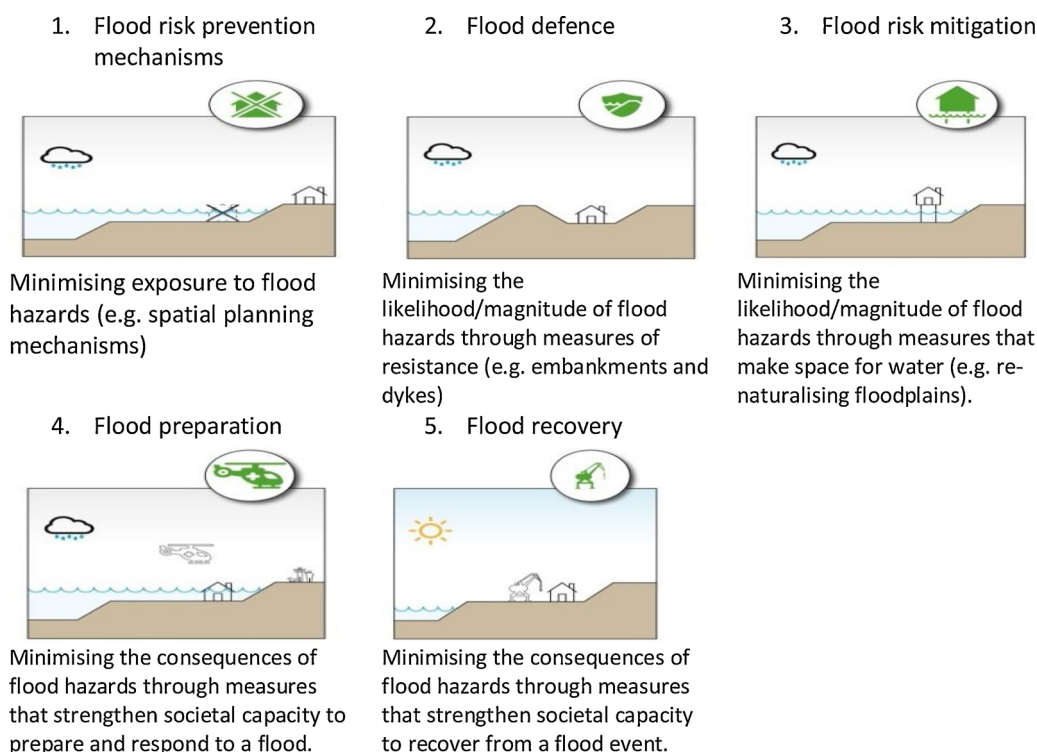 1. Flood risk prevention
mechanisms
Minimising exposure to flood
hazards (e.g. spatial planning
mechanisms)
2. Flood defence
Minimising the
likelihood/magnitude of flood
hazards through measures of
resistance (e.g. embankments and
dykes)
3. Flood risk mitigation
Minimising the
likelihood/magnitude of flood
hazards through measures that
make space for water (e.g. re-
naturalising floodplains).
4. Flood preparation
Minimising the consequences of
flood hazards through measures
that strengthen societal capacity to
prepare and respond to a flood.
5. Flood recovery
Minimising the consequences of
flood hazards through measures
that strengthen societal capacity
to recover from a flood event.